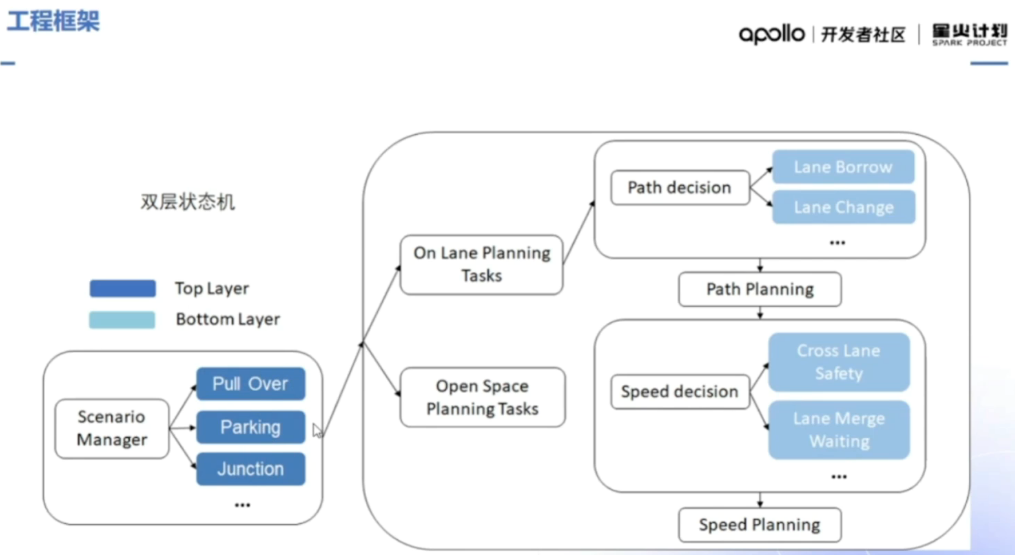 工程框架
apollo 开发者社区 星火计划
SPARK PROJECT
双层状态机
Top Layer
Bottom Layer
Scenario
Manager
Pull Over
Parking
Junction
...
On Lane Planning
Tasks
Open Space
Planning Tasks
Path decision
Lane Borrow
Lane Change
...
Path Planning
Speed decision
Cross Lane
Safety
Lane Merge
Waiting
...
Speed Planning